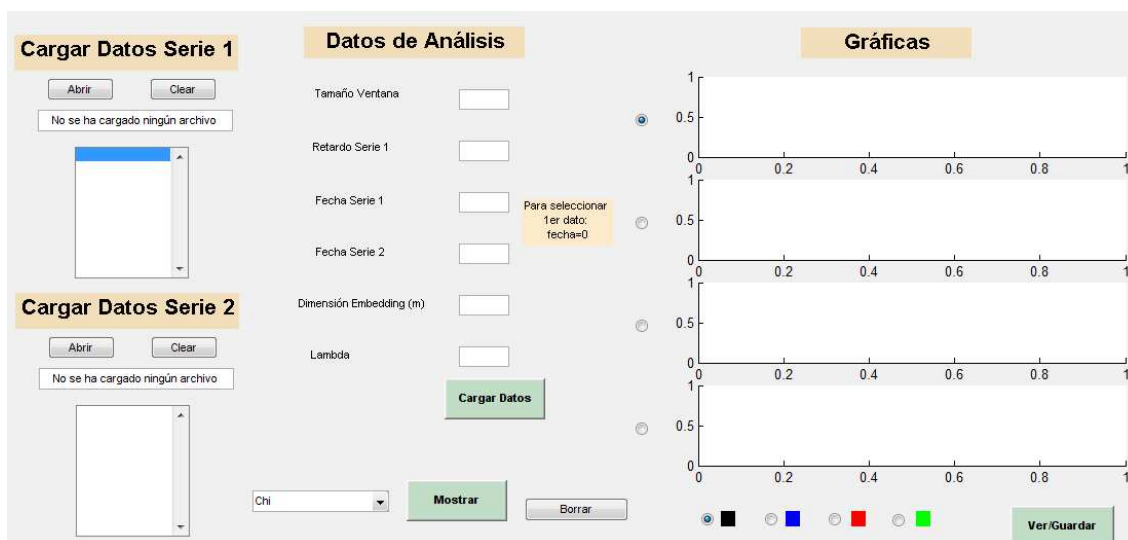 Cargar Datos Serie 1
Abrir
Clear
No se ha cargado ningún archivo
Cargar Datos Serie 2
Abrir
Clear
No se ha cargado ningún archivo
Datos de Análisis
Tamaño Ventana
Retardo Serie 1
Fecha Serie 1
Fecha Serie 2
Para seleccionar
1er dato:
fecha=0
Dimensión Embedding (m)
Lambda
Cargar Datos
Chi
Mostrar
Borrar
Gráficas
1
0.5
0
0 0.2 0.4 0.6 0.8 1
1
0.5
0
0 0.2 0.4 0.6 0.8 1
1
0.5
0
0 0.2 0.4 0.6 0.8 1
1
0.5
0
0 0.2 0.4 0.6 0.8 1
Ver/Guardar